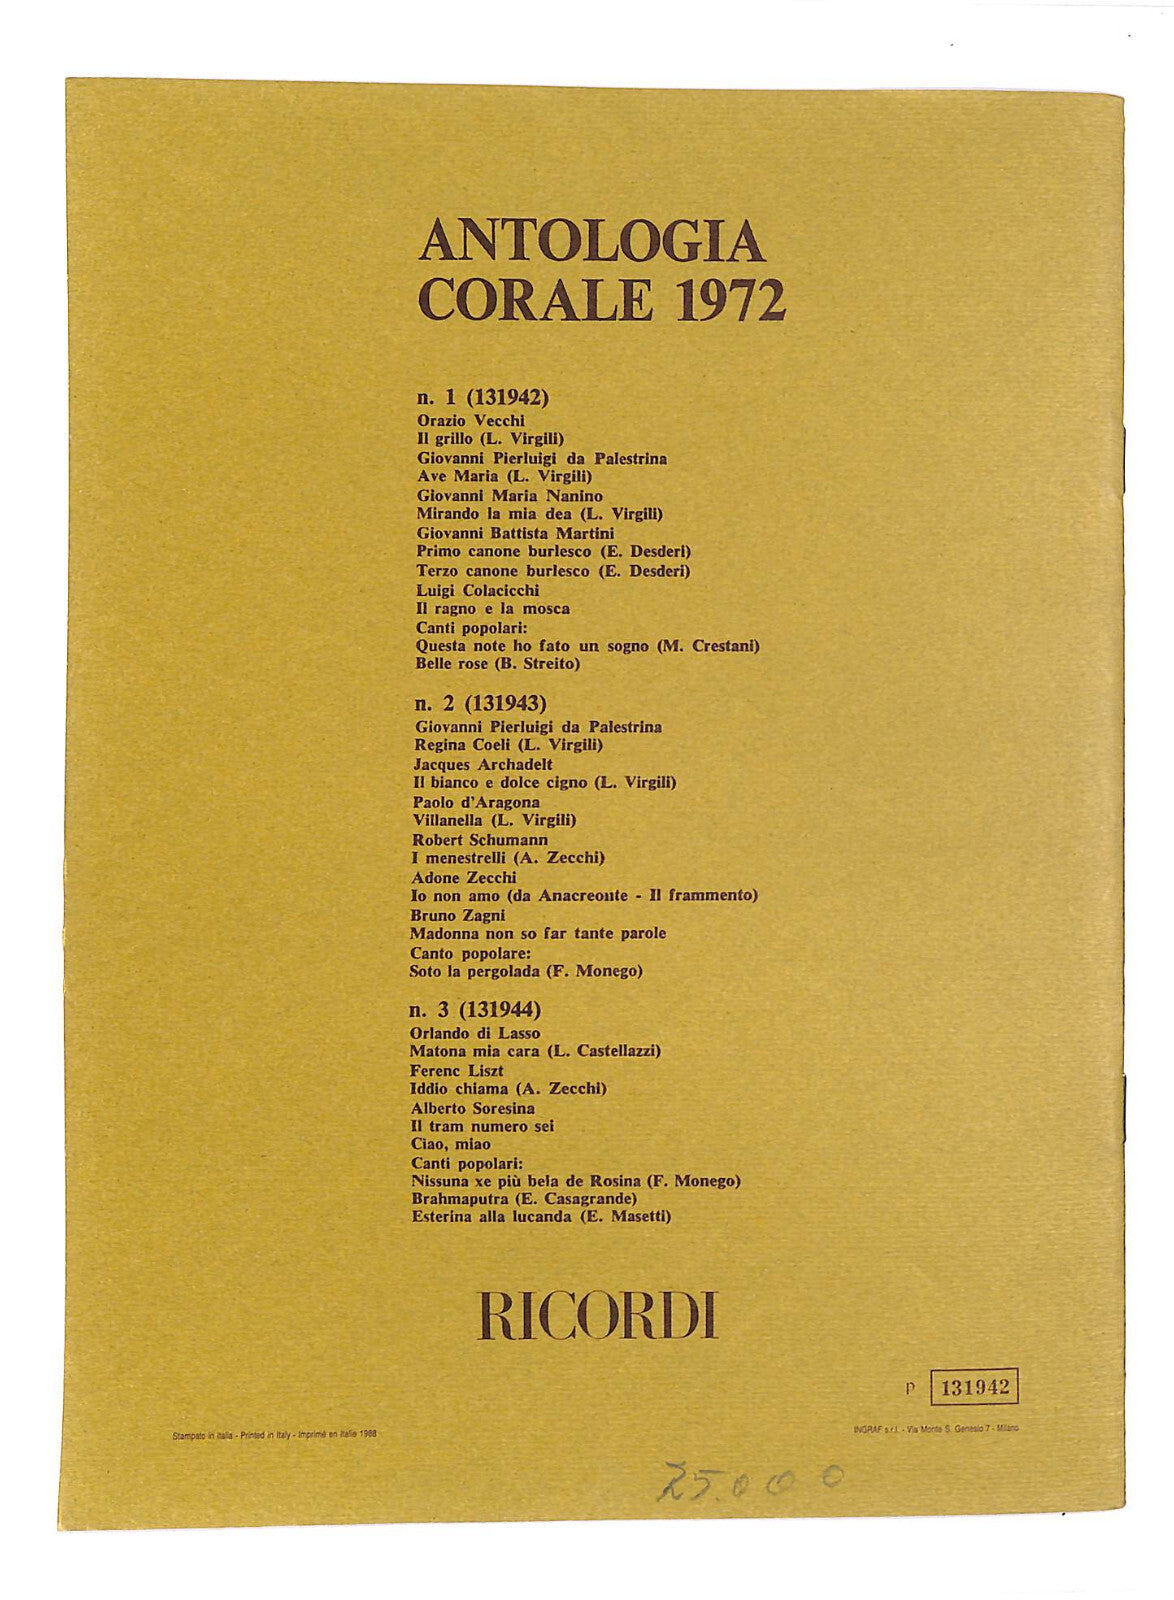 ANTOLOGIA
CORALE 1972
n. 1 (131942)
Orazio Vecchi
Il grillo (L. Virgili)
Giovanni Pierluigi da Palestrina
Ave Maria (L. Virgili)
Giovanni Maria Nanino
Mirando la mia dea (L. Virgili)
Giovanni Battista Martini
Primo canone burlesco (E. Desderi)
Terzo canone burlesco (E. Desderi)
Luigi Colacicchi
Il ragno e la mosca
Canti popolari:
Questa note ho fato un sogno (M. Crestani)
Belle rose (B. Streito)
n. 2 (131943)
Giovanni Pierluigi da Palestrina
Regina Coeli (L. Virgili)
Jacques Archadelt
Il bianco e dolce cigno (L. Virgili)
Paolo d'Aragona
Villanella (L. Virgili)
Robert Schumann
I menestrelli (A. Zecchi)
Adone Zecchi
Io non amo (da Anacreonte - Il frammento)
Bruno Zagni
Madonna non so far tante parole
Canto popolare:
Soto la pergolada (F. Monego)
n. 3 (131944)
Orlando di Lasso
Matona mia cara (L. Castellazzi)
Ferenc Liszt
Iddio chiama (A. Zecchi)
Alberto Soresina
Il tram numero sei
Ciao, miao
Canti popolari:
Nissuna xe più bela de Rosina (F. Monego)
Brahmaputra (E. Casagrande)
Esterina alla lucanda (E. Masetti)
RICORDI
P 131942
Stampato in Italia - Printed in Italy - Imprimé en Italie 1988
INGRAF s.r.l. - Via Monte S. Genesio 7 - Milano
25.000